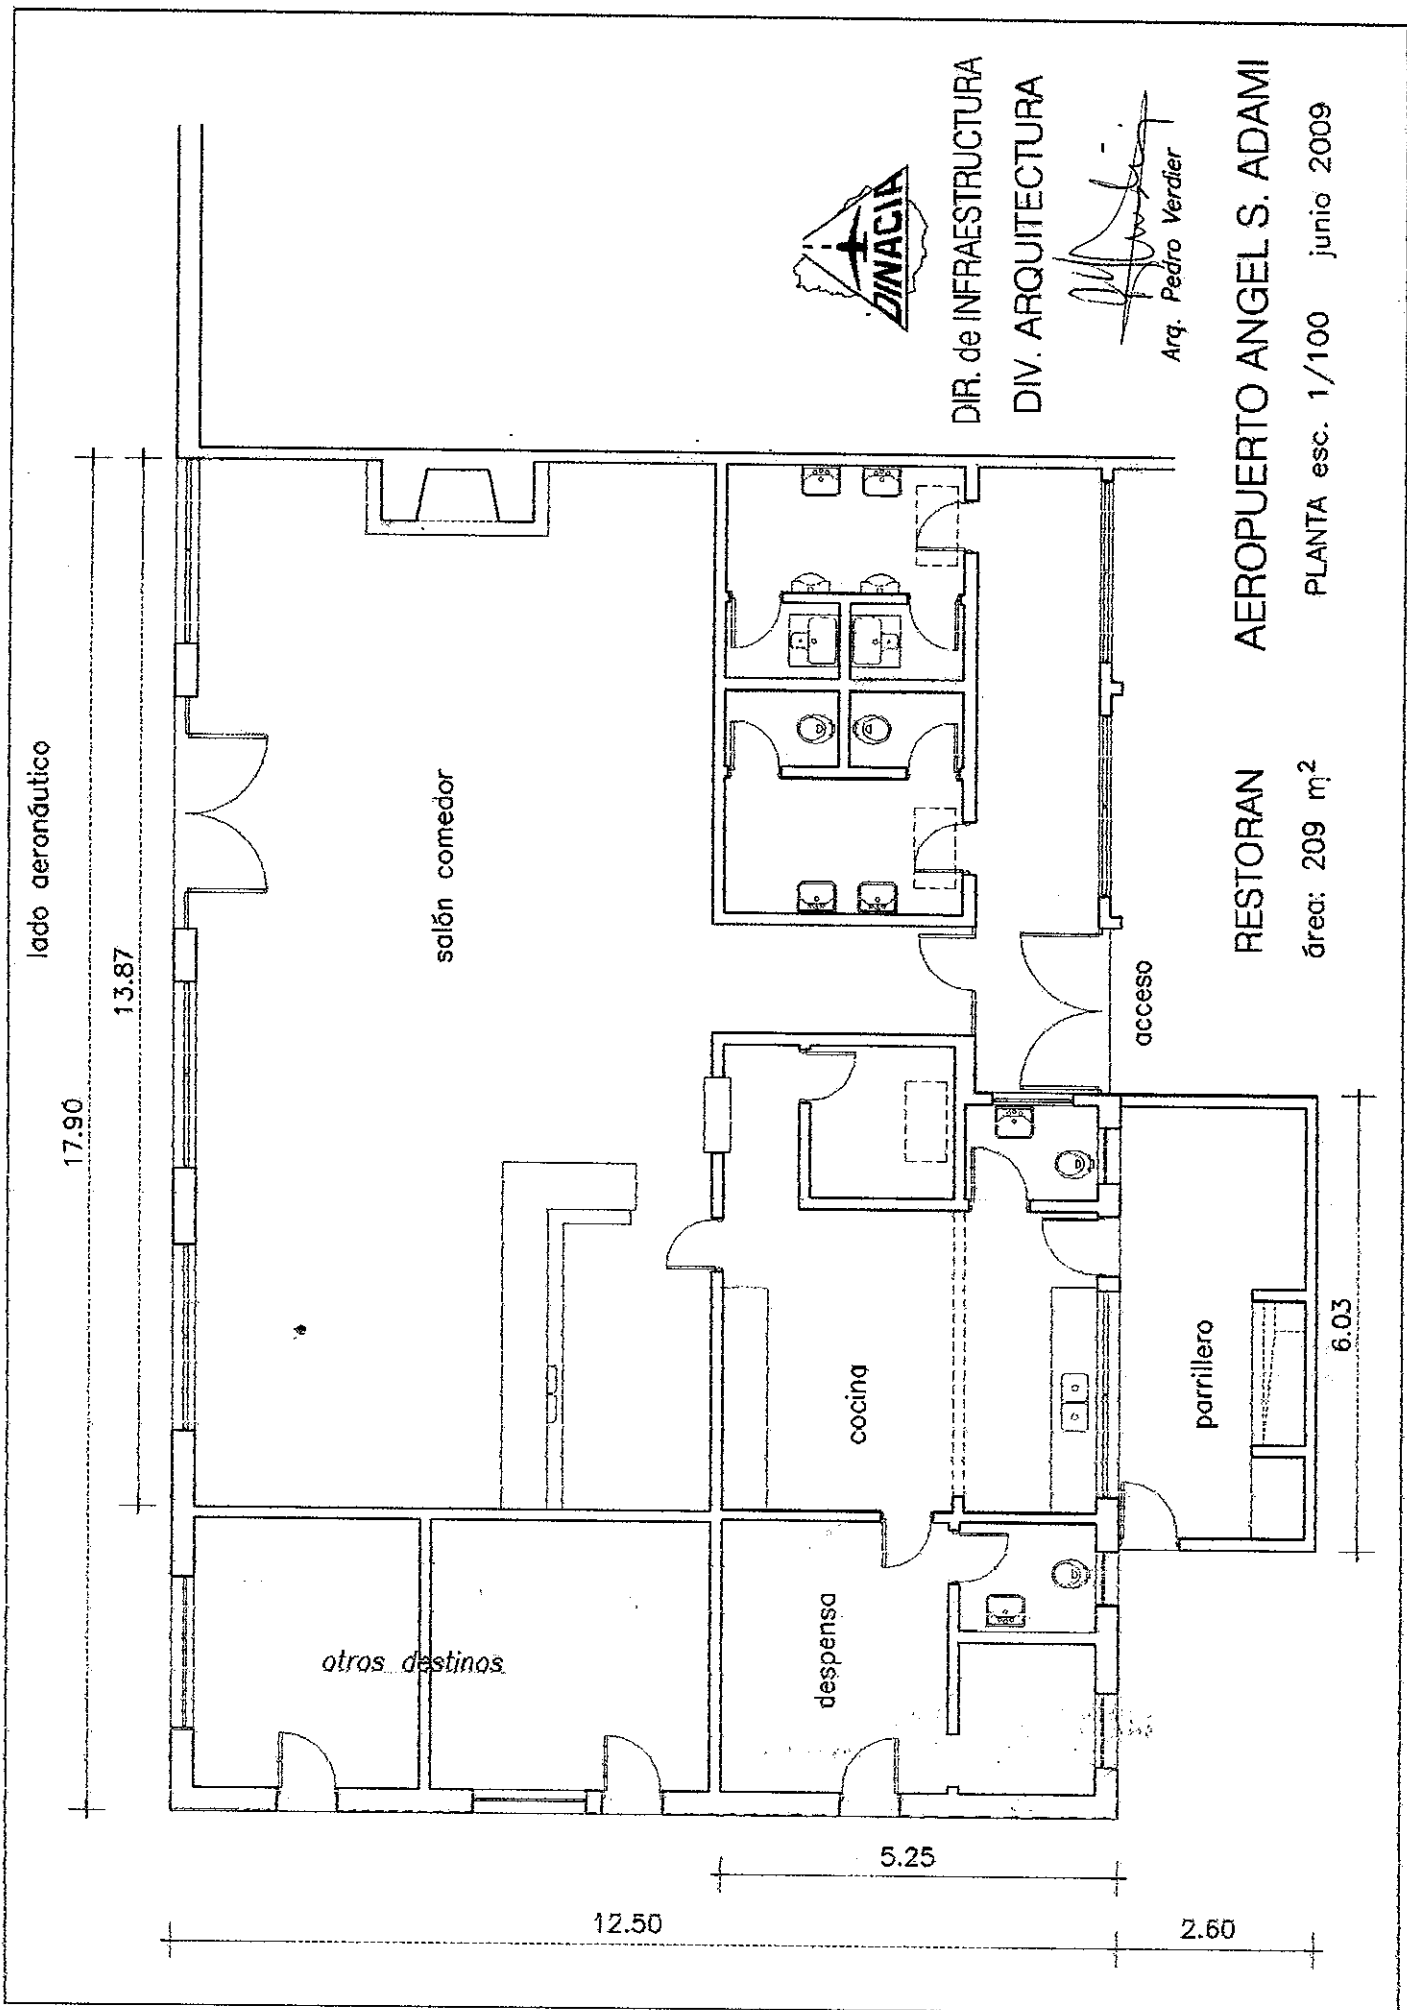 lado aeronáutico
17.90
13.87
salón comedor
otros destinos
cocina
despensa
parrillero
acceso
6.03
5.25
12.50
2.60
DINACIA
DIR. de INFRAESTRUCTURA
DIV. ARQUITECTURA
Arq. Pedro Verdier
RESTORAN AEROPUERTO ANGEL S. ADAMI
área: 209 m² PLANTA esc. 1/100 junio 2009